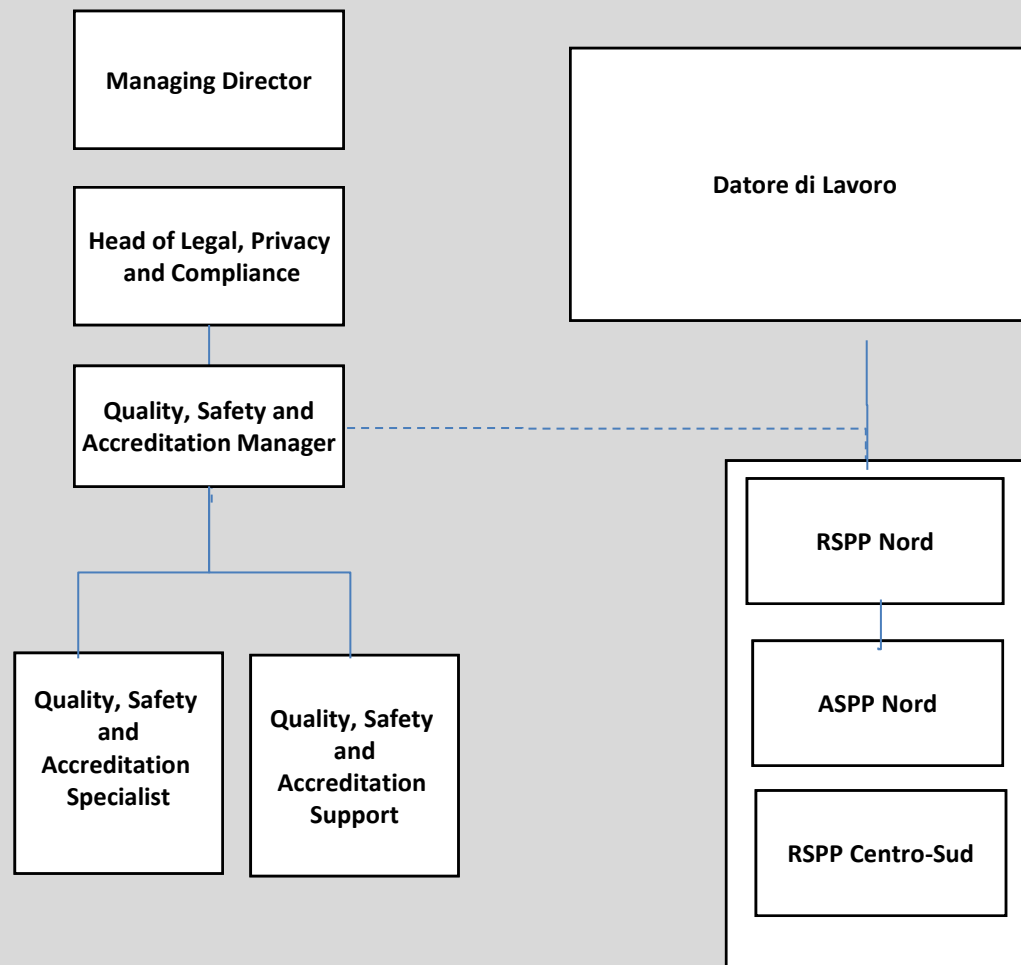 Managing Director
Datore di Lavoro
Head of Legal, Privacy
and Compliance
Quality, Safety and
Accreditation Manager
RSPP Nord
ASPP Nord
RSPP Centro-Sud
Quality, Safety
and
Accreditation
Specialist
Quality, Safety
and
Accreditation
Support